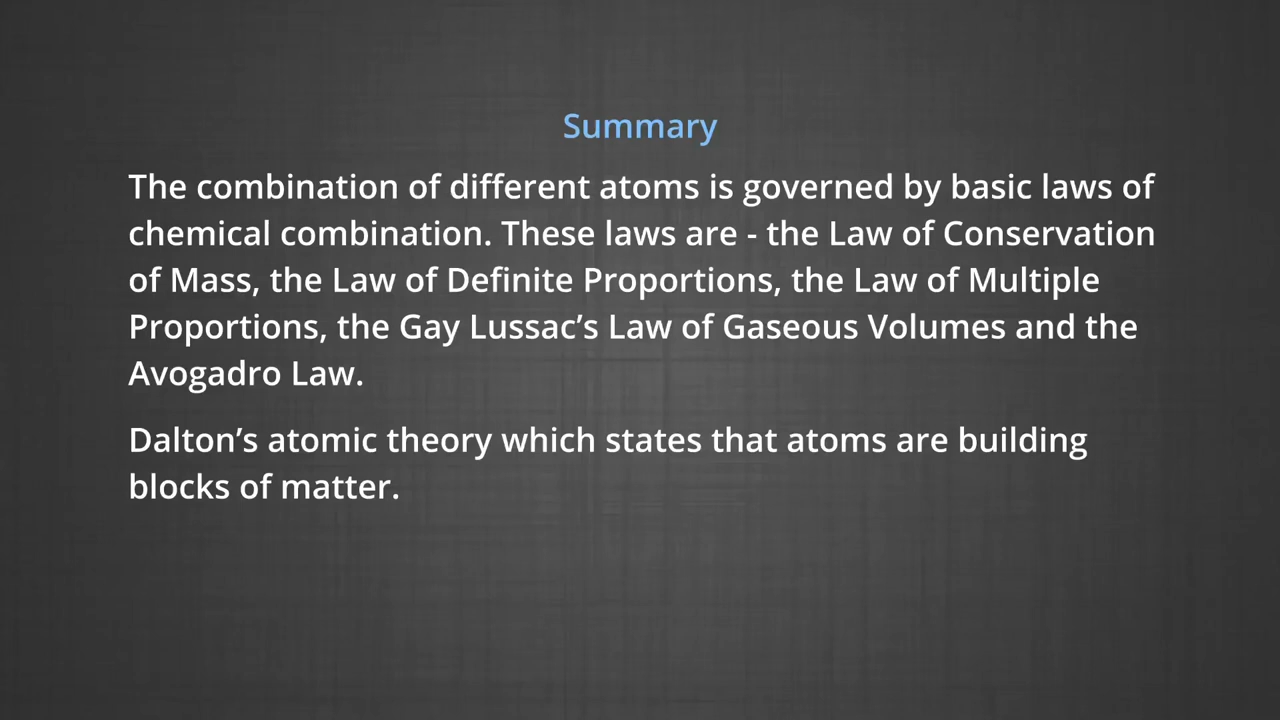 Summary
The combination of different atoms is governed by basic laws of
chemical combination. These laws are - the Law of Conservation
of Mass, the Law of Definite Proportions, the Law of Multiple
Proportions, the Gay Lussac’s Law of Gaseous Volumes and the
Avogadro Law.
Dalton’s atomic theory which states that atoms are building
blocks of matter.